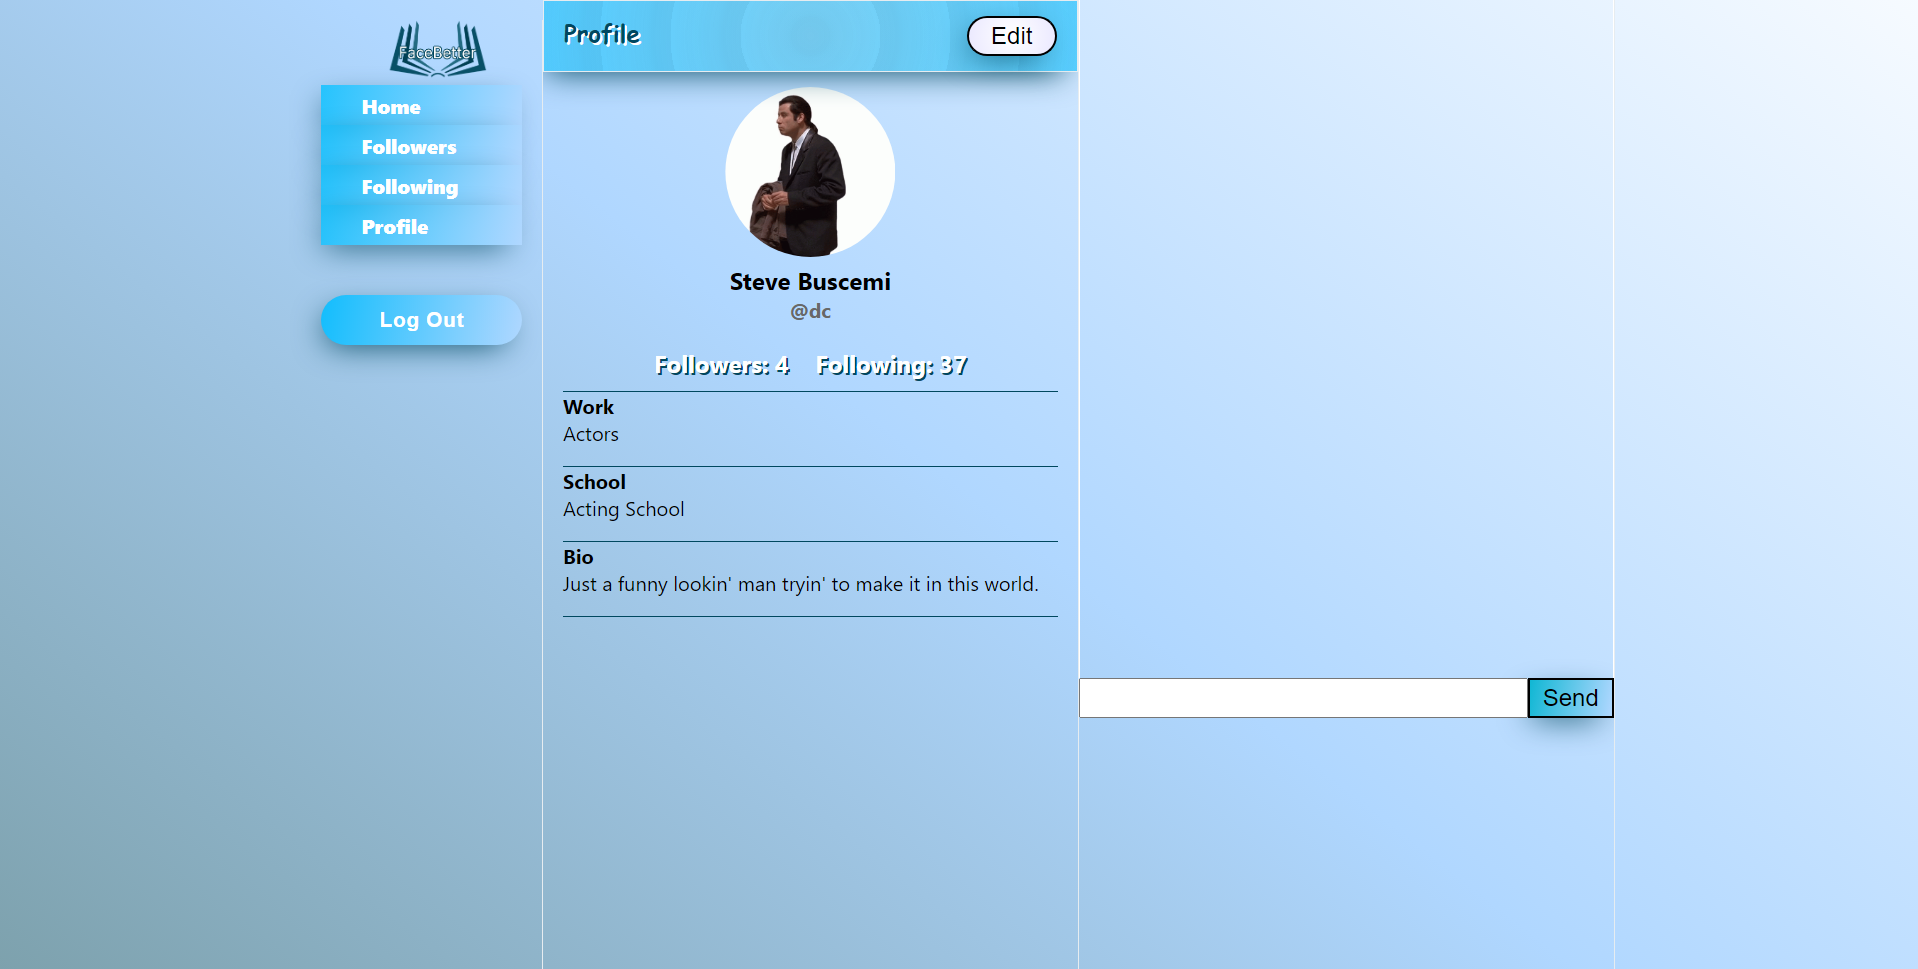 FaceBetter
Home
Followers
Following
Profile
Log Out
Profile
Edit
Steve Buscemi
@dc
Followers: 4 Following: 37
Work
Actors
School
Acting School
Bio
Just a funny lookin' man tryin' to make it in this world.
Send